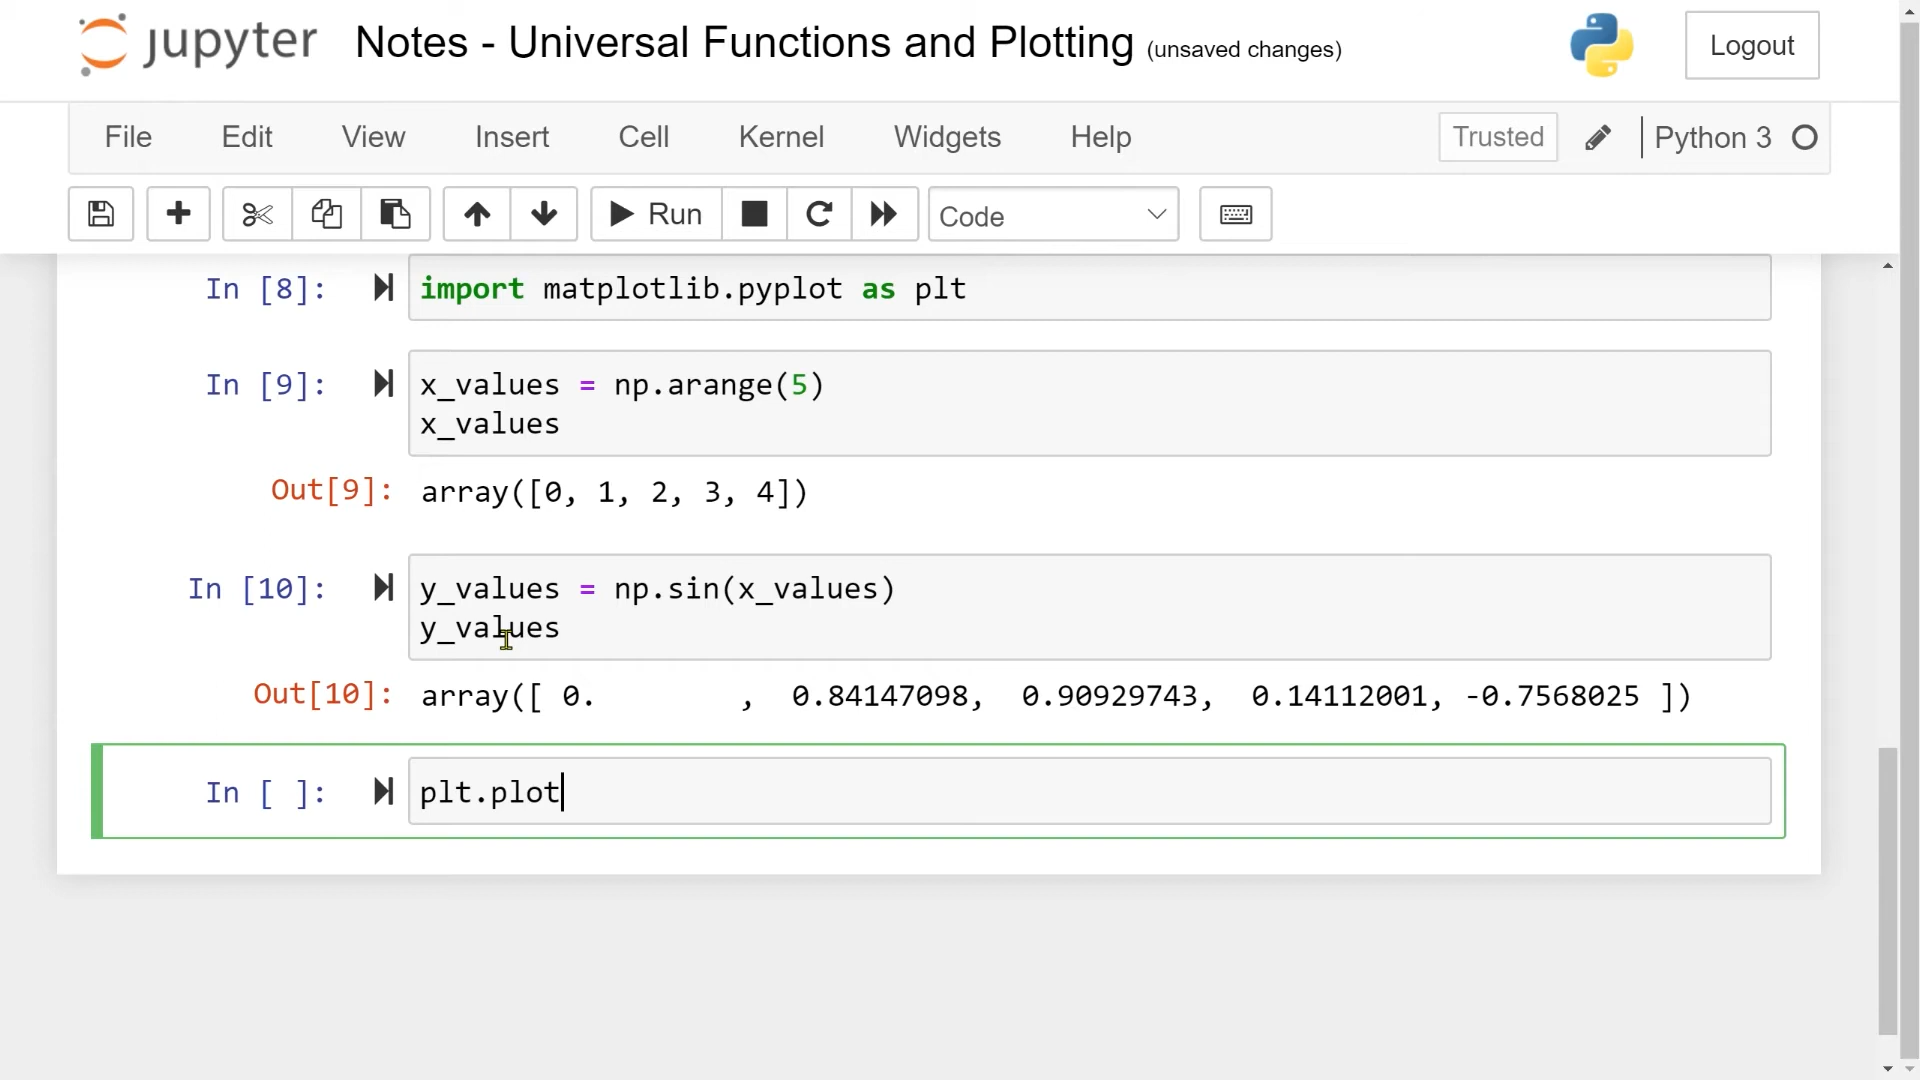 jupyter Notes - Universal Functions and Plotting (unsaved changes) Logout
File Edit View Insert Cell Kernel Widgets Help Trusted Python 3
Run Code
In [8]: import matplotlib.pyplot as plt
In [9]: x_values = np.arange(5)
x_values
Out[9]: array([0, 1, 2, 3, 4])
In [10]: y_values = np.sin(x_values)
y_values
Out[10]: array([ 0.        ,  0.84147098,  0.90929743,  0.14112001, -0.7568025 ])
In [ ]: plt.plot